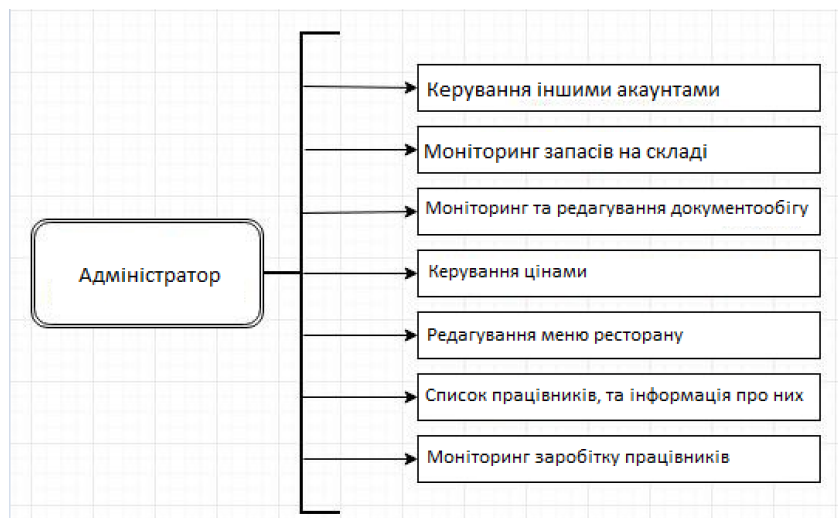 Керування іншими акаунтами
Моніторинг запасів на складі
Моніторинг та редагування документообігу
Адміністратор
Керування цінами
Редагування меню ресторану
Список працівників, та інформація про них
Моніторинг заробітку працівників